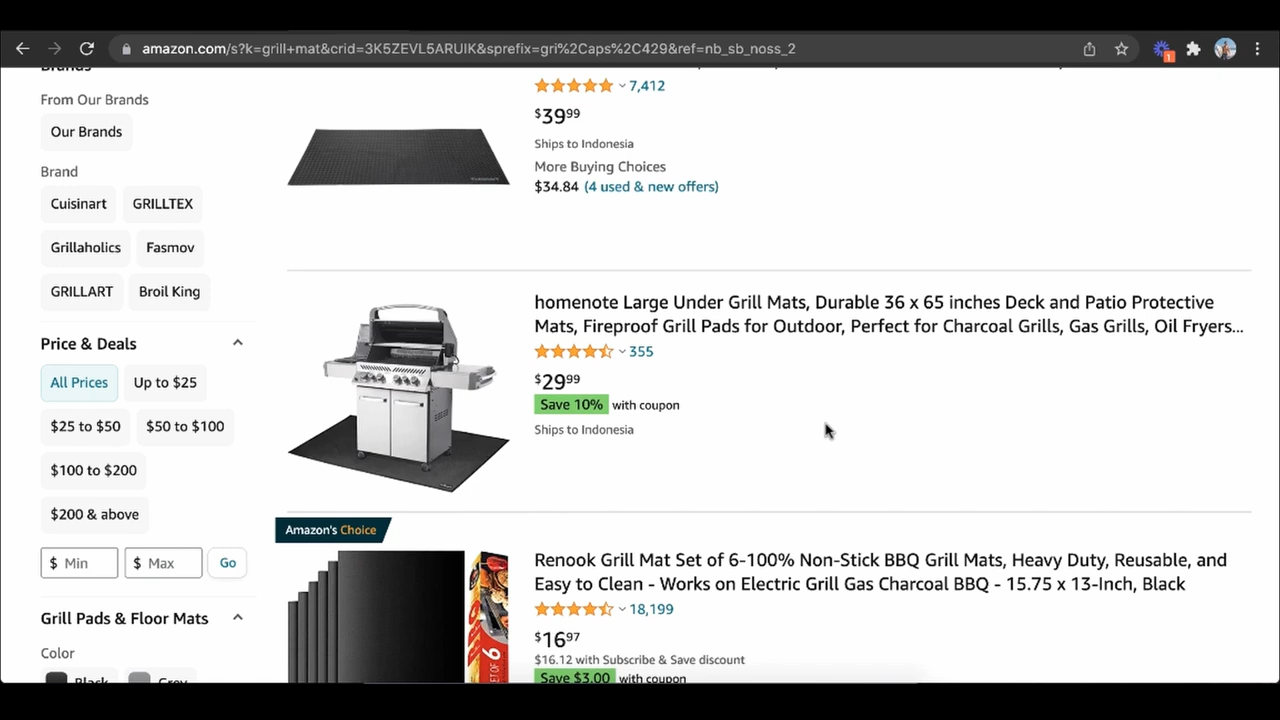 amazon.com/s?k=grill+mat&crid=3K5ZEVL5ARUIK&sprefix=gri%2Caps%2C429&ref=nb_sb_noss_2
1
Brands
From Our Brands
Our Brands
Brand
Cuisinart
GRILLTEX
Grillaholics
Fasmov
GRILLART
Broil King
Price & Deals
All Prices
Up to $25
$25 to $50
$50 to $100
$100 to $200
$200 & above
$ Min
$ Max
Go
Grill Pads & Floor Mats
Color
Black
Grey
7,412
$39.99
Ships to Indonesia
More Buying Choices
$34.84 (4 used & new offers)
homenote Large Under Grill Mats, Durable 36 x 65 inches Deck and Patio Protective
Mats, Fireproof Grill Pads for Outdoor, Perfect for Charcoal Grills, Gas Grills, Oil Fryers...
355
$29.99
Save 10% with coupon
Ships to Indonesia
Amazon's Choice
Renook Grill Mat Set of 6-100% Non-Stick BBQ Grill Mats, Heavy Duty, Reusable, and
Easy to Clean - Works on Electric Grill Gas Charcoal BBQ - 15.75 x 13-Inch, Black
18,199
$16.97
$16.12 with Subscribe & Save discount
Save $3.00 with coupon